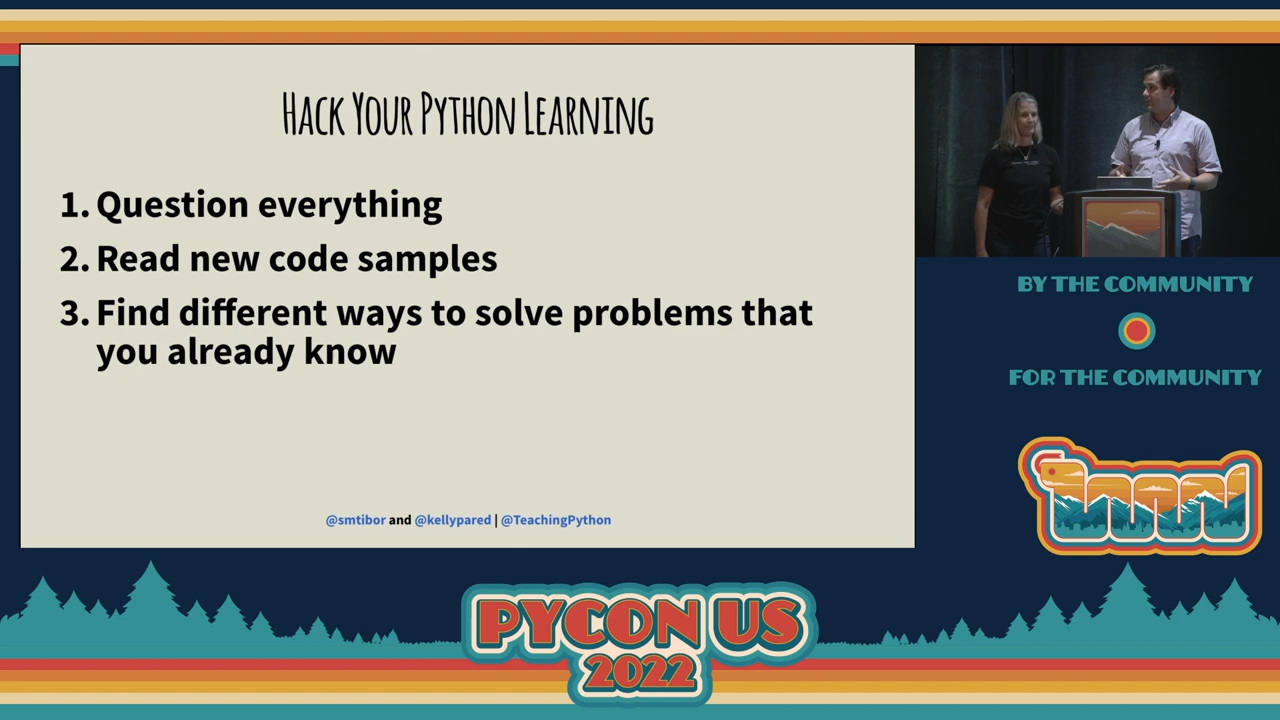 Hack Your Python Learning
1. Question everything
2. Read new code samples
3. Find different ways to solve problems that
you already know
@smtibor and @kellypared | @TeachingPython
BY THE COMMUNITY
FOR THE COMMUNITY
PYCON US
2022